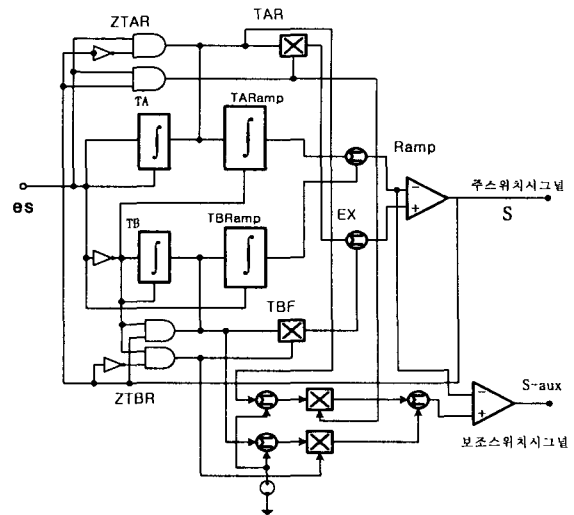 ZTAR
TAR
TA
TARamp
∫
∫
Ramp
es
주스위치시그널
S
EX
TB
TBRamp
∫
∫
TBF
ZTBR
S-aux
보조스위치시그널